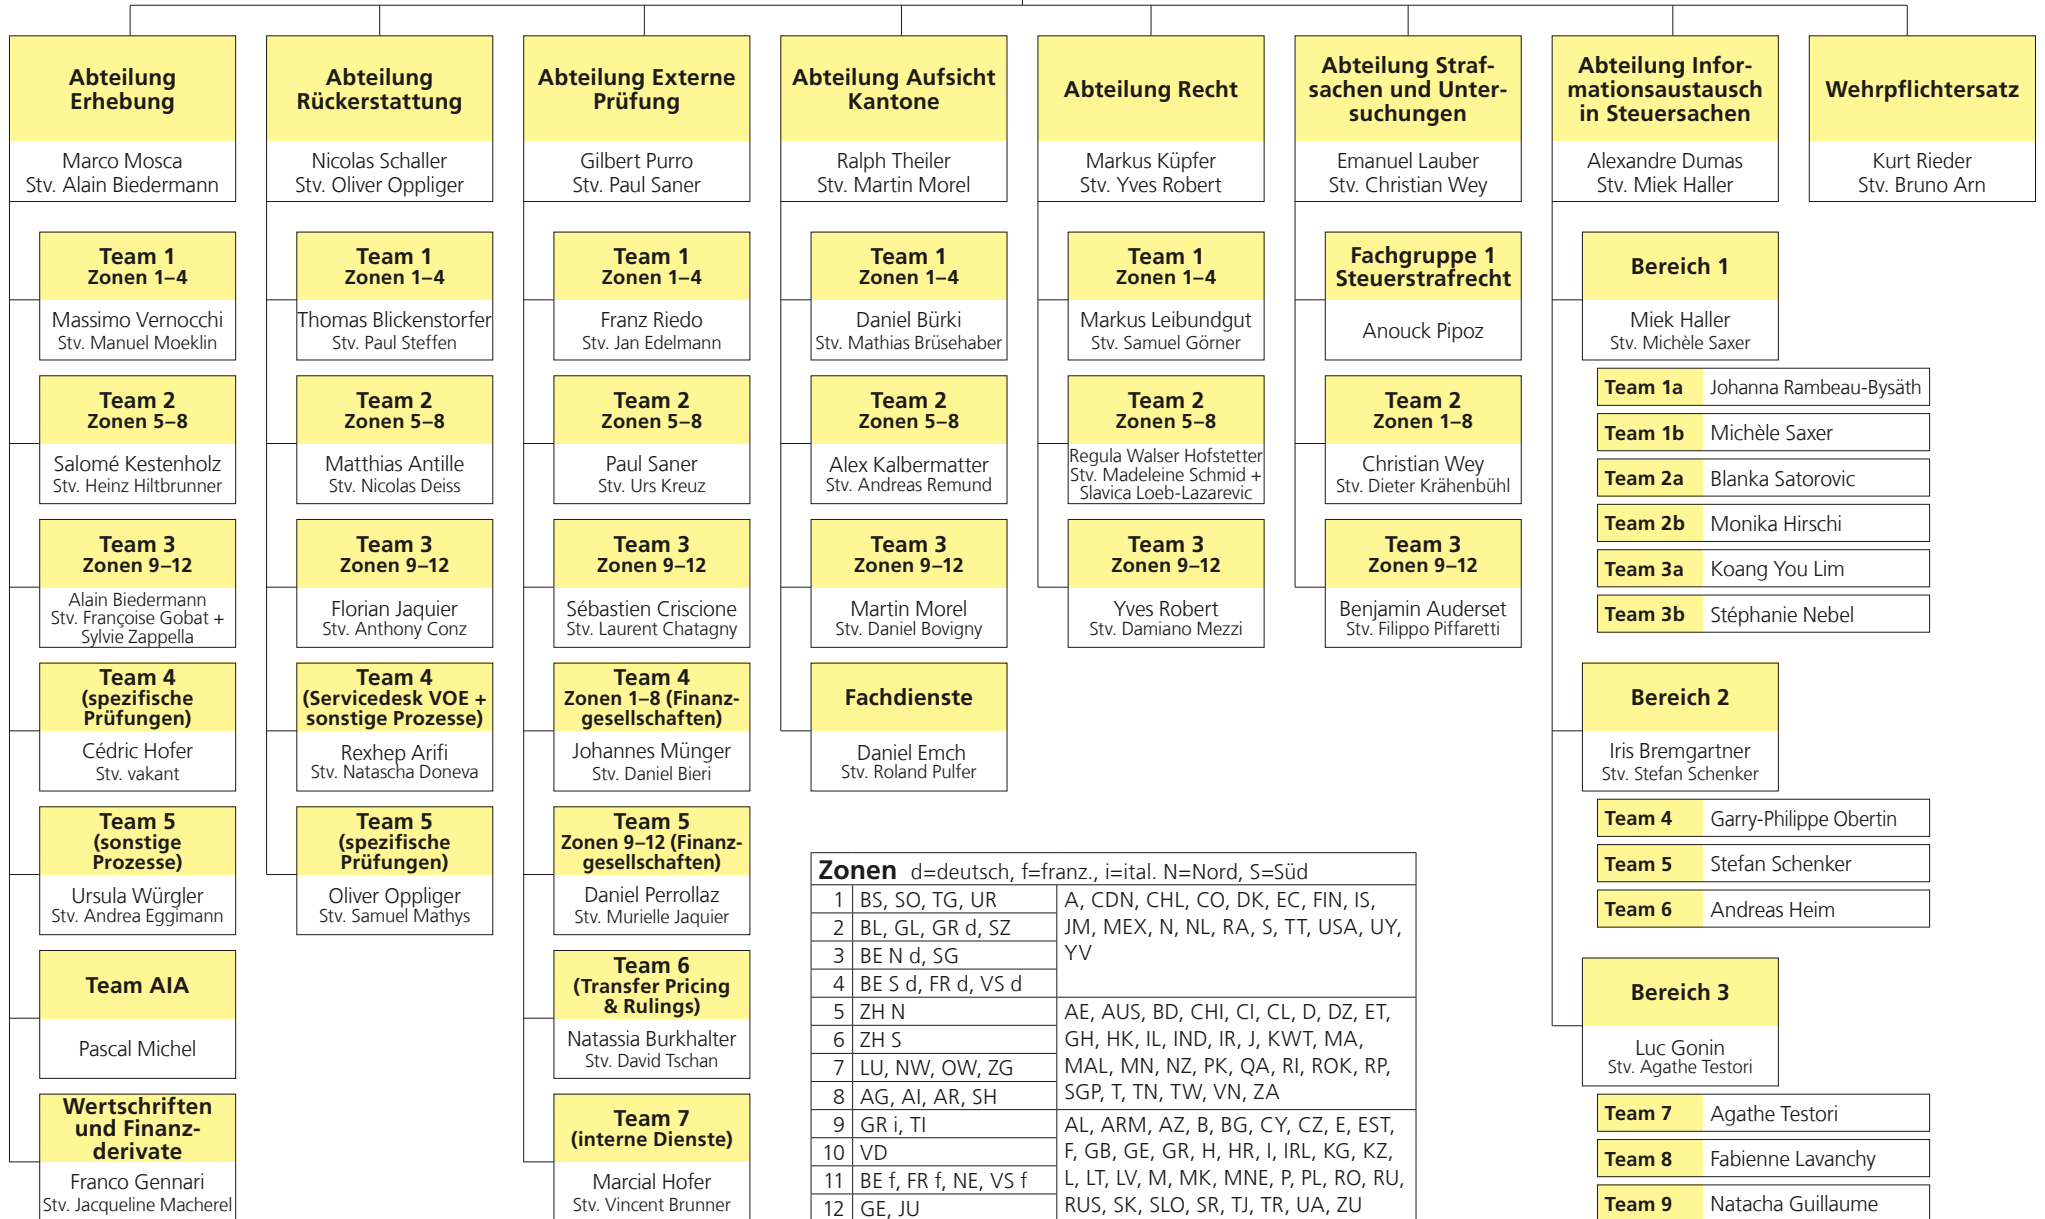 Abteilung
Erhebung
Marco Mosca
Stv. Alain Biedermann
Team 1
Zonen 1–4
Massimo Vernocchi
Stv. Manuel Moeklin
Team 2
Zonen 5–8
Salomé Kestenholz
Stv. Heinz Hiltbrunner
Team 3
Zonen 9–12
Alain Biedermann
Stv. Françoise Gobat +
Sylvie Zappella
Team 4
(spezifische
Prüfungen)
Cédric Hofer
Stv. vakant
Team 5
(sonstige
Prozesse)
Ursula Würgler
Stv. Andrea Eggimann
Team AIA
Pascal Michel
Wertschriften
und Finanz-
derivate
Franco Gennari
Stv. Jacqueline Macherel
Abteilung
Rückerstattung
Nicolas Schaller
Stv. Oliver Oppliger
Team 1
Zonen 1–4
Thomas Blickenstorfer
Stv. Paul Steffen
Team 2
Zonen 5–8
Matthias Antille
Stv. Nicolas Deiss
Team 3
Zonen 9–12
Florian Jaquier
Stv. Anthony Conz
Team 4
(Servicedesk VOE +
sonstige Prozesse)
Rexhep Arifi
Stv. Natascha Doneva
Team 5
(spezifische
Prüfungen)
Oliver Oppliger
Stv. Samuel Mathys
Abteilung Externe
Prüfung
Gilbert Purro
Stv. Paul Saner
Team 1
Zonen 1–4
Franz Riedo
Stv. Jan Edelmann
Team 2
Zonen 5–8
Paul Saner
Stv. Urs Kreuz
Team 3
Zonen 9–12
Sébastien Criscione
Stv. Laurent Chatagny
Team 4
Zonen 1–8 (Finanz-
gesellschaften)
Johannes Münger
Stv. Daniel Bieri
Team 5
Zonen 9–12 (Finanz-
gesellschaften)
Daniel Perrollaz
Stv. Murielle Jaquier
Team 6
(Transfer Pricing
& Rulings)
Natassia Burkhalter
Stv. David Tschan
Team 7
(interne Dienste)
Marcial Hofer
Stv. Vincent Brunner
Abteilung Aufsicht
Kantone
Ralph Theiler
Stv. Martin Morel
Team 1
Zonen 1–4
Daniel Bürki
Stv. Mathias Brüsehaber
Team 2
Zonen 5–8
Alex Kalbermatter
Stv. Andreas Remund
Team 3
Zonen 9–12
Martin Morel
Stv. Daniel Bovigny
Fachdienste
Daniel Emch
Stv. Roland Pulfer
Abteilung Recht
Markus Küpfer
Stv. Yves Robert
Team 1
Zonen 1–4
Markus Leibundgut
Stv. Samuel Görner
Team 2
Zonen 5–8
Regula Walser Hofstetter
Stv. Madeleine Schmid +
Slavica Loeb-Lazarevic
Team 3
Zonen 9–12
Yves Robert
Stv. Damiano Mezzi
Abteilung Straf-
sachen und Unter-
suchungen
Emanuel Lauber
Stv. Christian Wey
Fachgruppe 1
Steuerstrafrecht
Anouck Pipoz
Team 2
Zonen 1–8
Christian Wey
Stv. Dieter Krähenbühl
Team 3
Zonen 9–12
Benjamin Auderset
Stv. Filippo Piffaretti
Abteilung Infor-
mationsaustausch
in Steuersachen
Alexandre Dumas
Stv. Miek Haller
Bereich 1
Miek Haller
Stv. Michèle Saxer
Team 1a Johanna Rambeau-Bysäth
Team 1b Michèle Saxer
Team 2a Blanka Satorovic
Team 2b Monika Hirschi
Team 3a Koang You Lim
Team 3b Stéphanie Nebel
Bereich 2
Iris Bremgartner
Stv. Stefan Schenker
Team 4 Garry-Philippe Obertin
Team 5 Stefan Schenker
Team 6 Andreas Heim
Bereich 3
Luc Gonin
Stv. Agathe Testori
Team 7 Agathe Testori
Team 8 Fabienne Lavanchy
Team 9 Natacha Guillaume
Wehrpflichtersatz
Kurt Rieder
Stv. Bruno Arn
Zonen d=deutsch, f=franz., i=ital. N=Nord, S=Süd
1 BS, SO, TG, UR
2 BL, GL, GR d, SZ
3 BE N d, SG
4 BE S d, FR d, VS d
A, CDN, CHL, CO, DK, EC, FIN, IS,
JM, MEX, N, NL, RA, S, TT, USA, UY,
YV
5 ZH N
6 ZH S
7 LU, NW, OW, ZG
8 AG, AI, AR, SH
AE, AUS, BD, CHI, CI, CL, D, DZ, ET,
GH, HK, IL, IND, IR, J, KWT, MA,
MAL, MN, NZ, PK, QA, RI, ROK, RP,
SGP, T, TN, TW, VN, ZA
9 GR i, TI
10 VD
11 BE f, FR f, NE, VS f
12 GE, JU
AL, ARM, AZ, B, BG, CY, CZ, E, EST,
F, GB, GE, GR, H, HR, I, IRL, KG, KZ,
L, LT, LV, M, MK, MNE, P, PL, RO, RU,
RUS, SK, SLO, SR, TJ, TR, UA, ZU